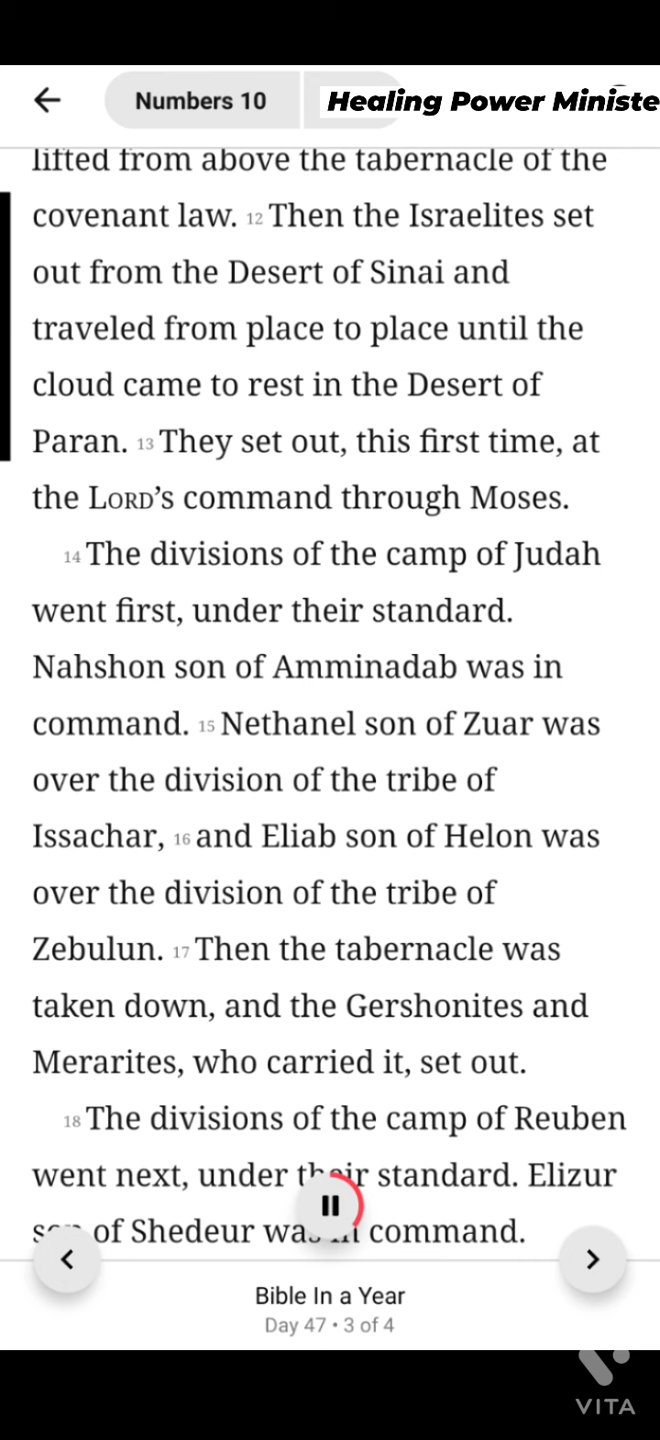 Numbers 10
Healing Power Ministe
lifted from above the tabernacle of the
covenant law. 12 Then the Israelites set
out from the Desert of Sinai and
traveled from place to place until the
cloud came to rest in the Desert of
Paran. 13 They set out, this first time, at
the LORD’s command through Moses.
14 The divisions of the camp of Judah
went first, under their standard.
Nahshon son of Amminadab was in
command. 15 Nethanel son of Zuar was
over the division of the tribe of
Issachar, 16 and Eliab son of Helon was
over the division of the tribe of
Zebulun. 17 Then the tabernacle was
taken down, and the Gershonites and
Merarites, who carried it, set out.
18 The divisions of the camp of Reuben
went next, under their standard. Elizur
son of Shedeur was in command.
Bible In a Year
Day 47 • 3 of 4
VITA